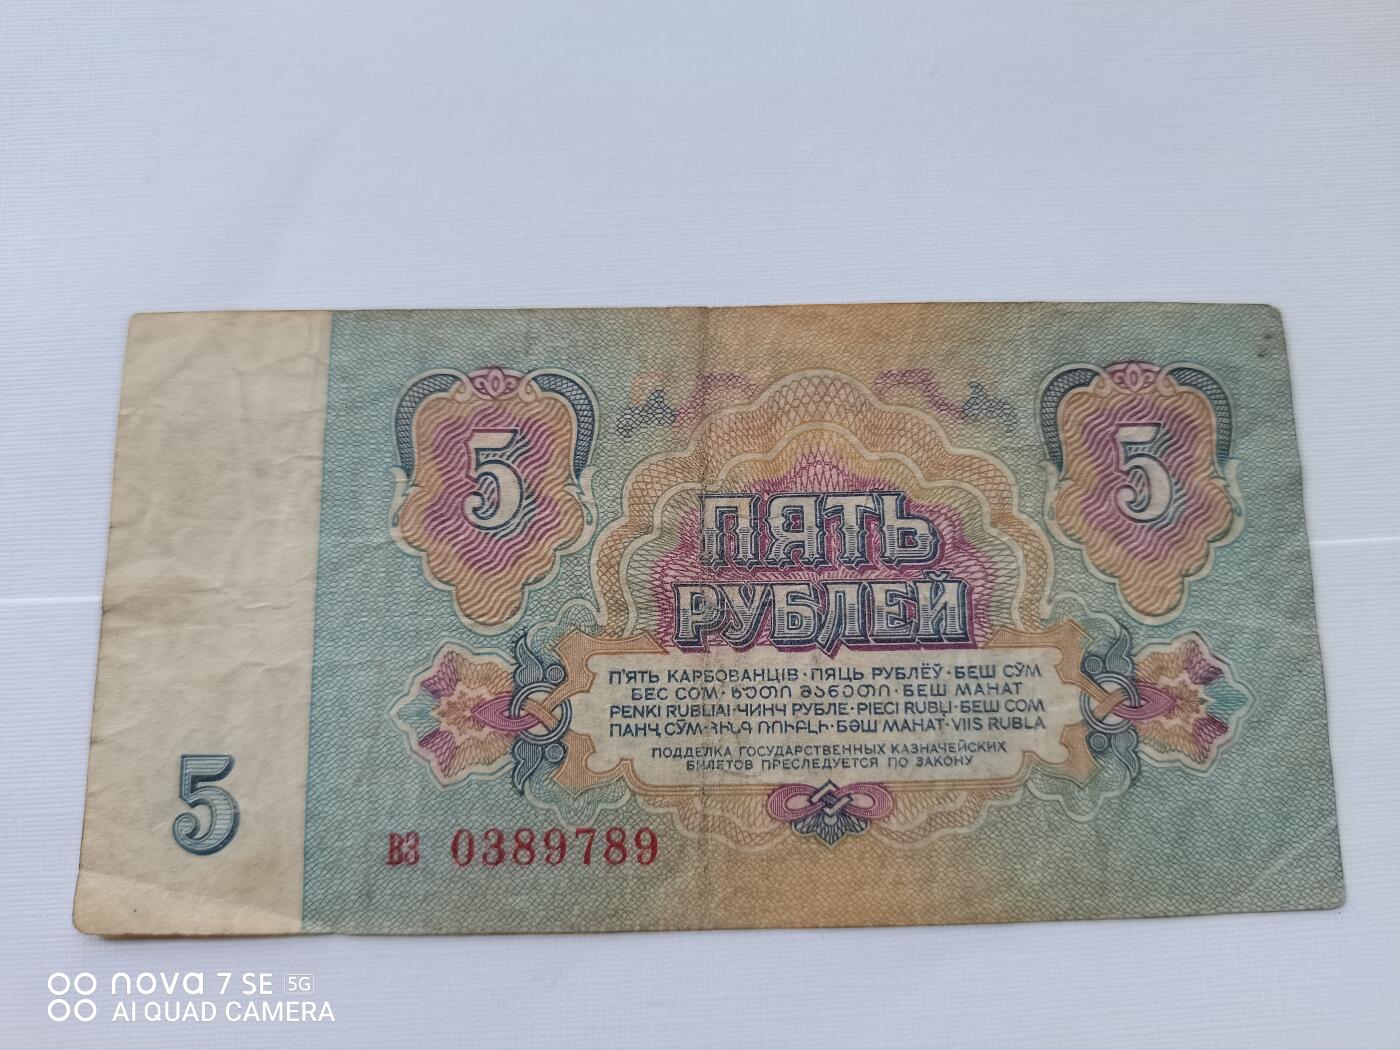 5
5
ПЯТЬ
РУБЛЕЙ
П'ЯТЬ КАРБОВАНЦІВ · ПЯЦЬ РУБЛЁЎ · БЕШ СЎМ
БЕС СОМ · ᲮᲣᲗᲘ ᲛᲐᲜᲔᲗᲘ · БЕШ МАНАТ
PENKI RUBLIAI · ЧИНЧ РУБЛЕ · PIECI RUBĻI · БЕШ СОМ
ПАНҶ СӮМ · ՀԻՆԳ ՌՈՒԲԼԻ · БӘШ МАНАТ · VIIS RUBLA
ПОДДЕЛКА ГОСУДАРСТВЕННЫХ КАЗНАЧЕЙСКИХ
БИЛЕТОВ ПРЕСЛЕДУЕТСЯ ПО ЗАКОНУ
5
вз 0389789
nova 7 SE 5G
AI QUAD CAMERA